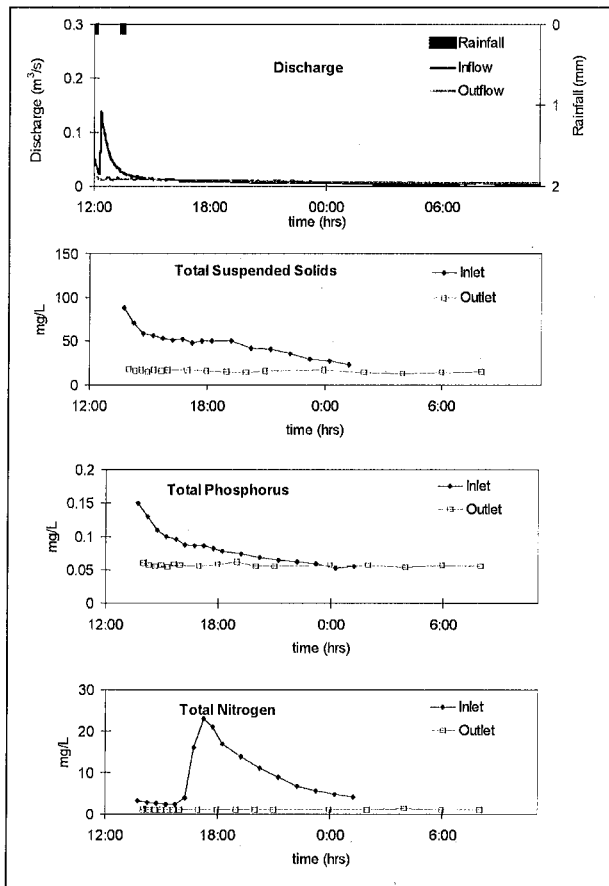 0.3
0.2
0.1
0
Discharge (m³/s)
Discharge
Rainfall
Inflow
Outflow
0
1
2
Rainfall (mm)
12:00
18:00
00:00
06:00
time (hrs)
150
100
50
0
mg/L
Total Suspended Solids
Inlet
Outlet
12:00
18:00
0:00
6:00
time (hrs)
0.2
0.15
0.1
0.05
0
mg/L
Total Phosphorus
Inlet
Outlet
12:00
18:00
0:00
6:00
time (hrs)
30
20
10
0
mg/L
Total Nitrogen
Inlet
Outlet
12:00
18:00
0:00
6:00
time (hrs)